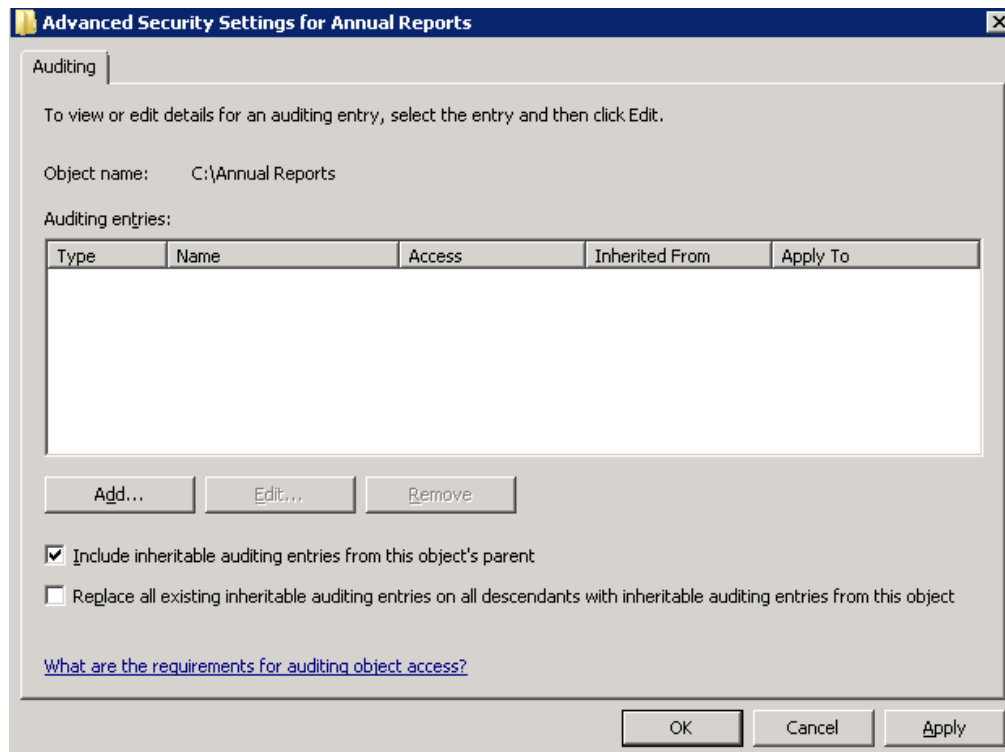 Advanced Security Settings for Annual Reports
Auditing
To view or edit details for an auditing entry, select the entry and then click Edit.
Object name: C:\Annual Reports
Auditing entries:
Type Name Access Inherited From Apply To
Add... Edit... Remove
Include inheritable auditing entries from this object's parent
Replace all existing inheritable auditing entries on all descendants with inheritable auditing entries from this object
What are the requirements for auditing object access?
OK Cancel Apply